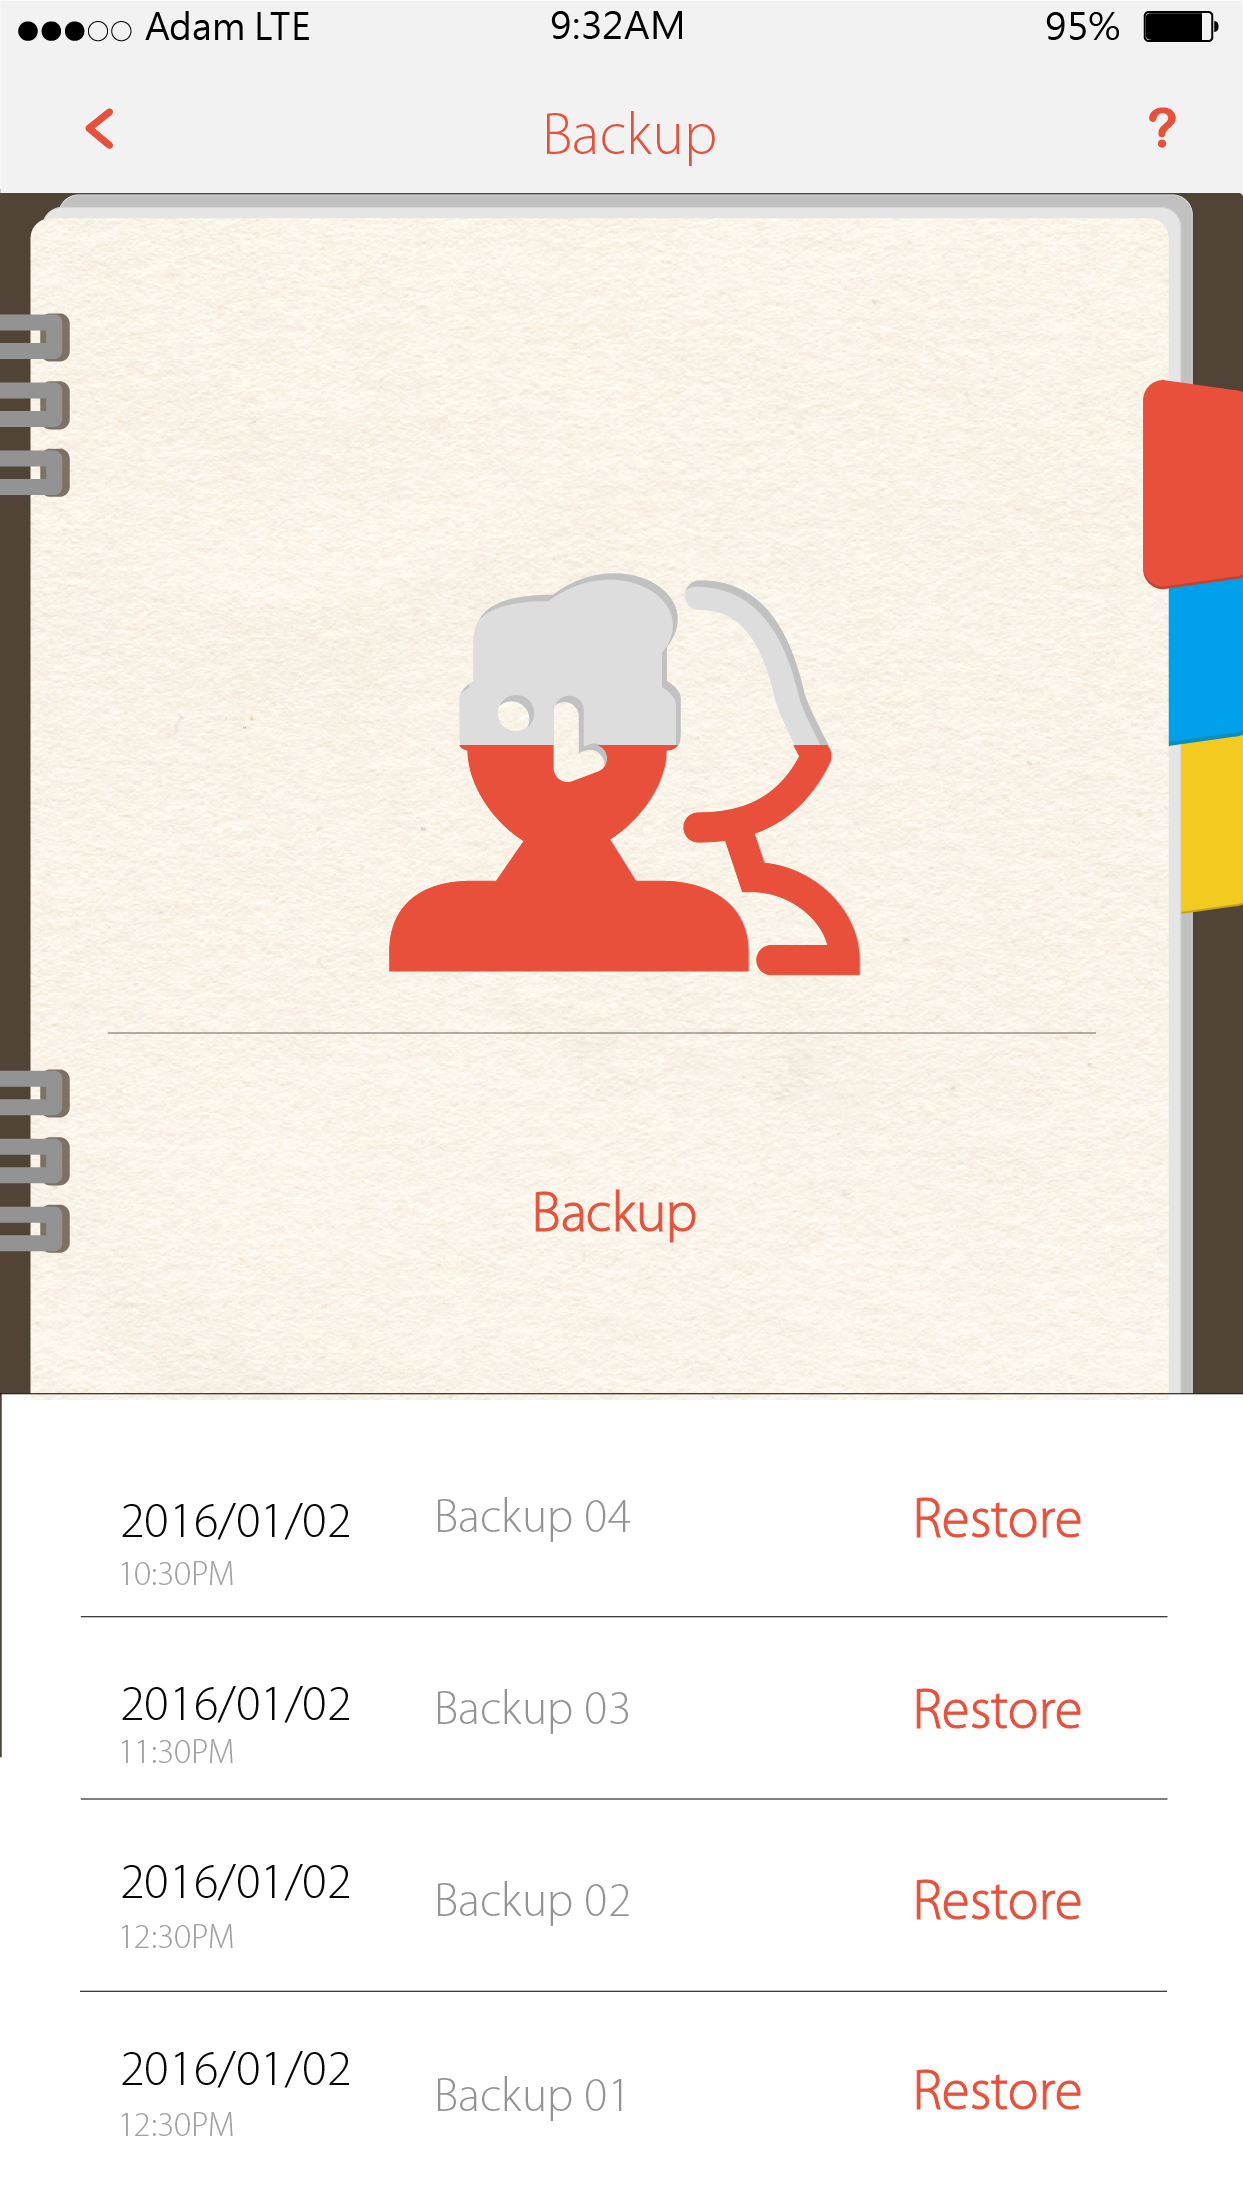 Adam LTE 9:32AM 95%
Backup ?
Backup
2016/01/02 Backup 04 Restore
10:30PM
2016/01/02 Backup 03 Restore
11:30PM
2016/01/02 Backup 02 Restore
12:30PM
2016/01/02 Backup 01 Restore
12:30PM